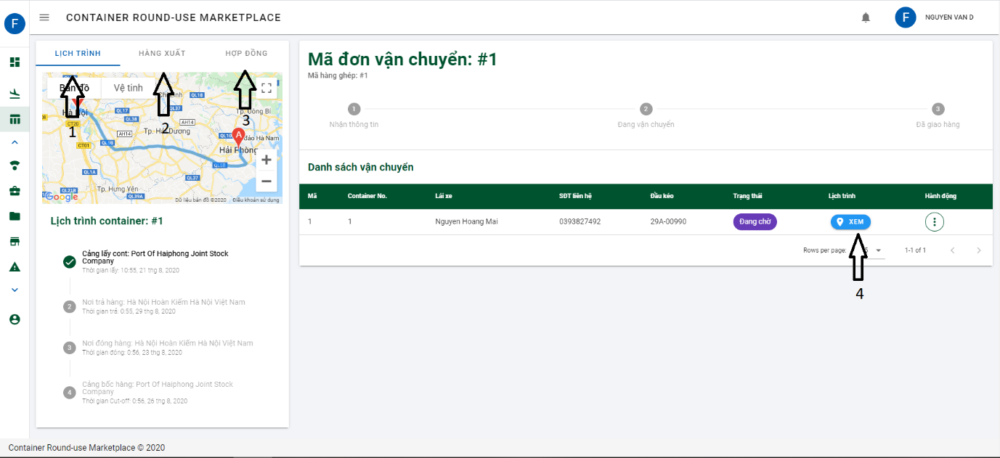 F
CONTAINER ROUND-USE MARKETPLACE
F
NGUYEN VAN D
LỊCH TRÌNH
HÀNG XUẤT
HỢP ĐỒNG
Bản đồ
Vệ tinh
Hà Nội
QL18
QL17
QL37
QL38
AH14
CT20
AH14
CT01
QL5B
QL10
Tp. Hải Dương
Tp. Uông Bí
A
Hải Phòng
QL5B
QL1A
QL37
QL21B
Tp. Hưng Yên
QL39A
Google
Dữ liệu bản đồ ©2020
Điều khoản sử dụng
1
2
3
Lịch trình container: #1
Cảng lấy cont: Port Of Haiphong Joint Stock
Company
Thời gian lấy: 10:55, 21 thg 8, 2020
2
Nơi trả hàng: Hà Nội Hoàn Kiếm Hà Nội Việt Nam
Thời gian trả: 0:55, 29 thg 8, 2020
3
Nơi đóng hàng: Hà Nội Hoàn Kiếm Hà Nội Việt Nam
Thời gian đóng: 0:56, 23 thg 8, 2020
4
Cảng bốc hàng: Port Of Haiphong Joint Stock
Company
Thời gian Cut-off: 0:56, 26 thg 8, 2020
Mã đơn vận chuyển: #1
Mã hàng ghép: #1
1
2
3
Nhận thông tin
Đang vận chuyển
Đã giao hàng
Danh sách vận chuyển
Mã Container No. Lái xe SĐT liên hệ Đầu kéo Trạng thái Lịch trình Hành động
1 1 Nguyen Hoang Mai 0393827492 29A-00990 Đang chờ XEM
Rows per page: 5 1-1 of 1
4
Container Round-use Marketplace © 2020